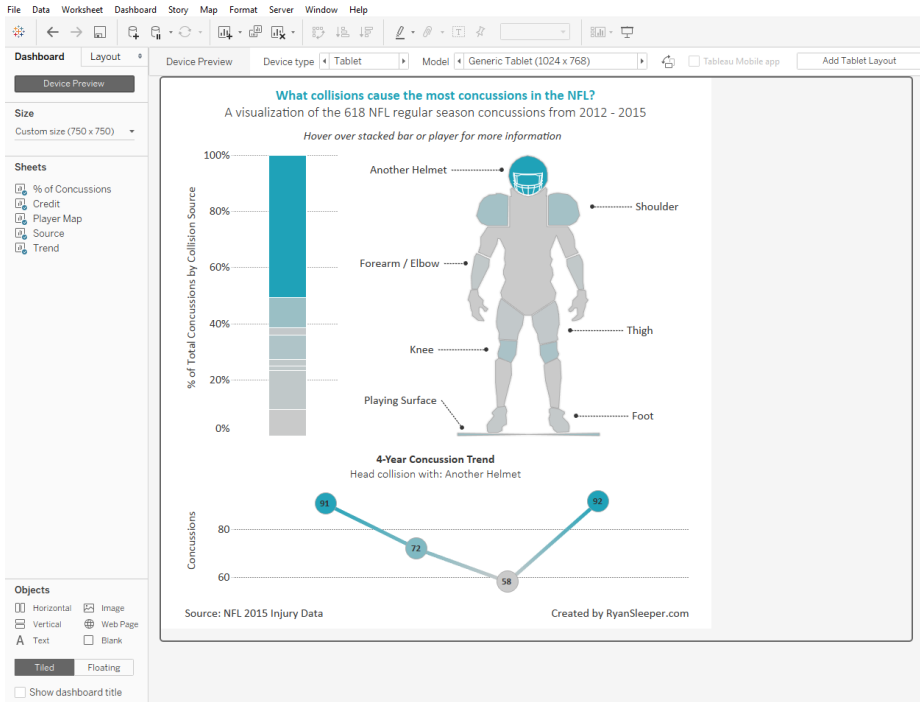 File Data Worksheet Dashboard Story Map Format Server Window Help
Dashboard Layout
Device Preview Device type Tablet Model Generic Tablet (1024 x 768) Tableau Mobile app Add Tablet Layout
Device Preview
Size
Custom size (750 x 750)
Sheets
% of Concussions
Credit
Player Map
Source
Trend
Objects
Horizontal Image
Vertical Web Page
A Text Blank
Tiled Floating
Show dashboard title
What collisions cause the most concussions in the NFL?
A visualization of the 618 NFL regular season concussions from 2012 - 2015
Hover over stacked bar or player for more information
% of Total Concussions by Collision Source
100%
80%
60%
40%
20%
0%
Another Helmet
Shoulder
Forearm / Elbow
Thigh
Knee
Playing Surface
Foot
4-Year Concussion Trend
Head collision with: Another Helmet
Concussions
80
60
91
72
58
92
Source: NFL 2015 Injury Data
Created by RyanSleeper.com